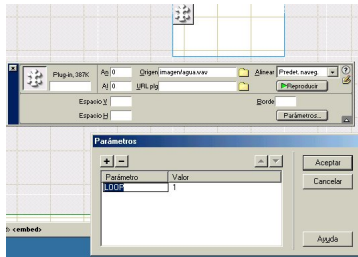 Plug-in, 387K
An 0
Origen imagen/agua.wav
Alinear Predet. naveg.
Al 0
URL plg
Reproducir
Espacio V
Borde
Espacio H
Parámetros...
Parámetros
Parámetro Valor
LOOP 1
Aceptar
Cancelar
Ayuda
<embed>